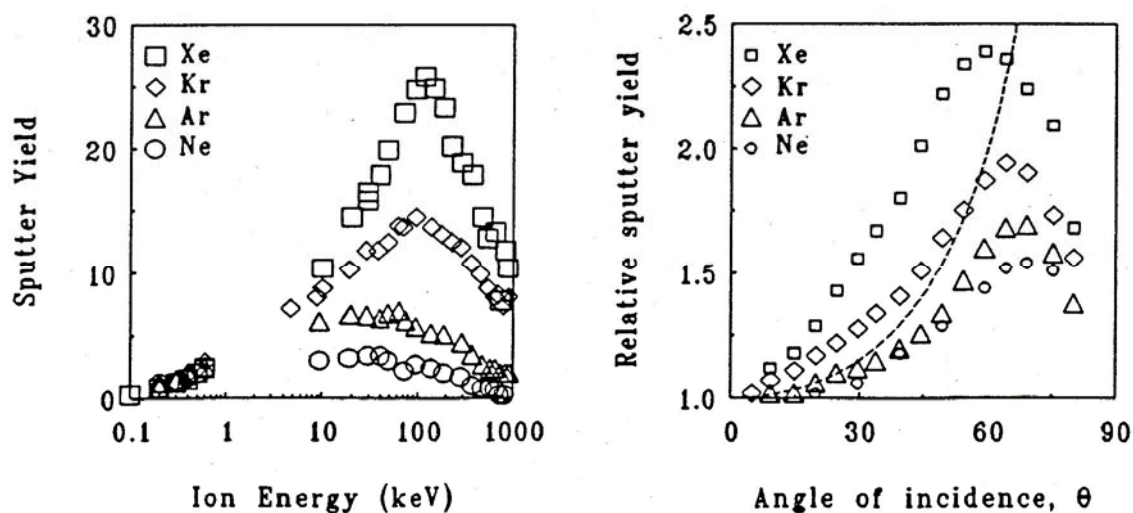 30
20
10
0
Sputter Yield
Xe
Kr
Ar
Ne
0.1
1
10
100
1000
Ion Energy (keV)
2.5
2.0
1.5
1.0
Relative sputter yield
Xe
Kr
Ar
Ne
0
30
60
90
Angle of incidence, θ